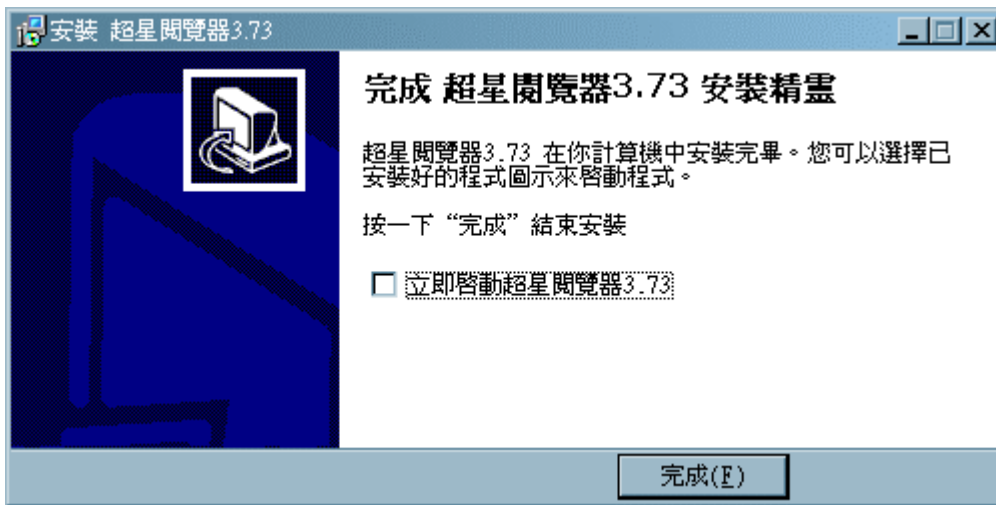 安裝 超星閱覽器3.73
完成 超星閱覽器3.73 安裝精靈
超星閱覽器3.73 在你計算機中安裝完畢。您可以選擇已
安裝好的程式圖示來啓動程式。
按一下“完成”結束安裝
立即啓動超星閱覽器3.73
完成(F)